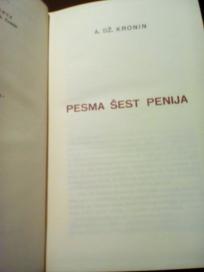 A. DŽ. KRONIN
PESMA ŠEST PENIJA